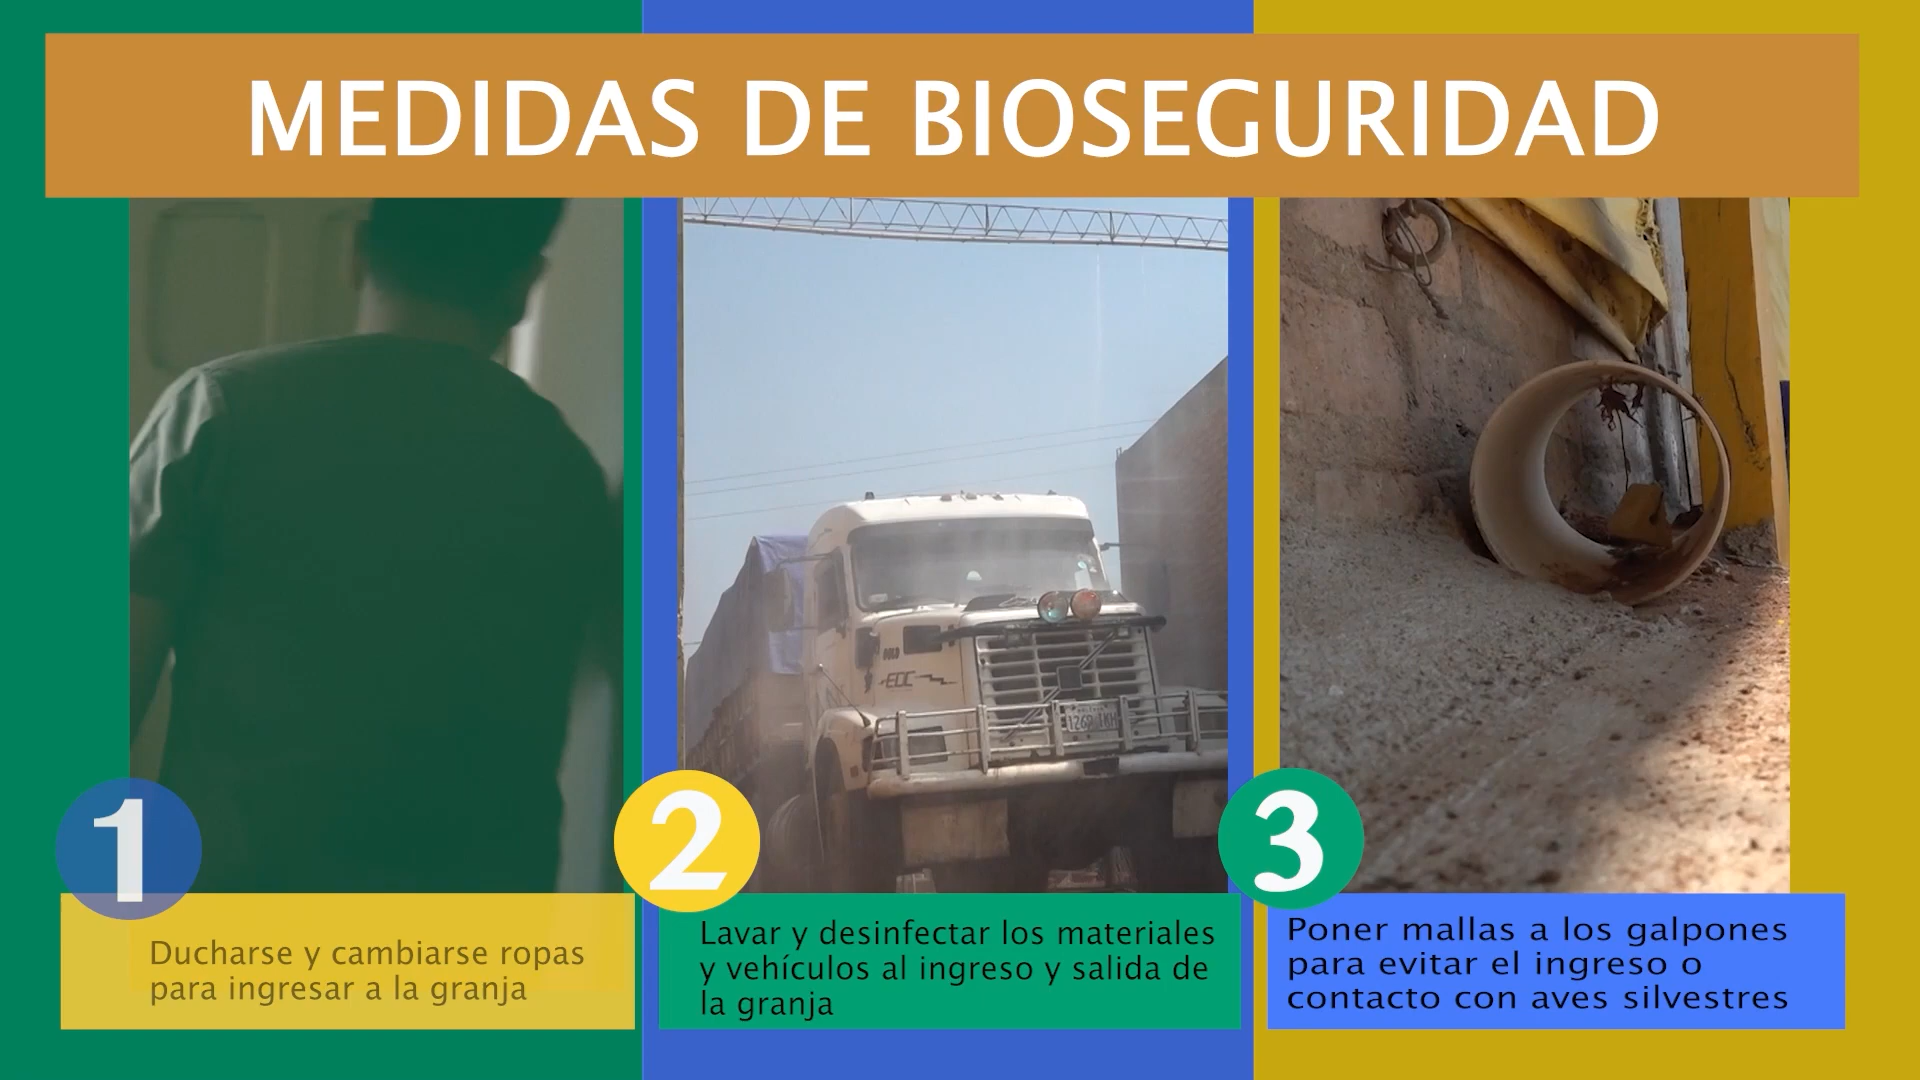 MEDIDAS DE BIOSEGURIDAD
1
Ducharse y cambiarse ropas
para ingresar a la granja
2
Lavar y desinfectar los materiales
y vehículos al ingreso y salida de
la granja
3
Poner mallas a los galpones
para evitar el ingreso o
contacto con aves silvestres
EDC